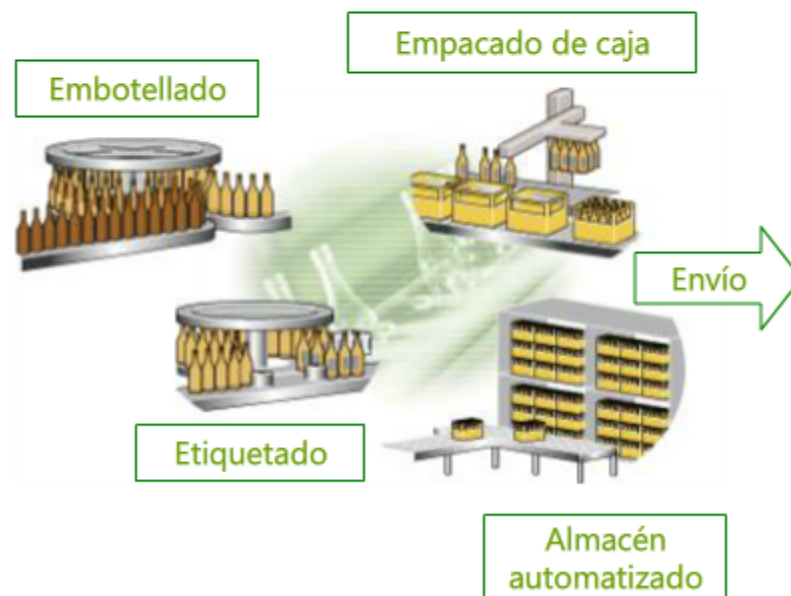 Empacado de caja
Embotellado
Envío
Etiquetado
Almacén
automatizado